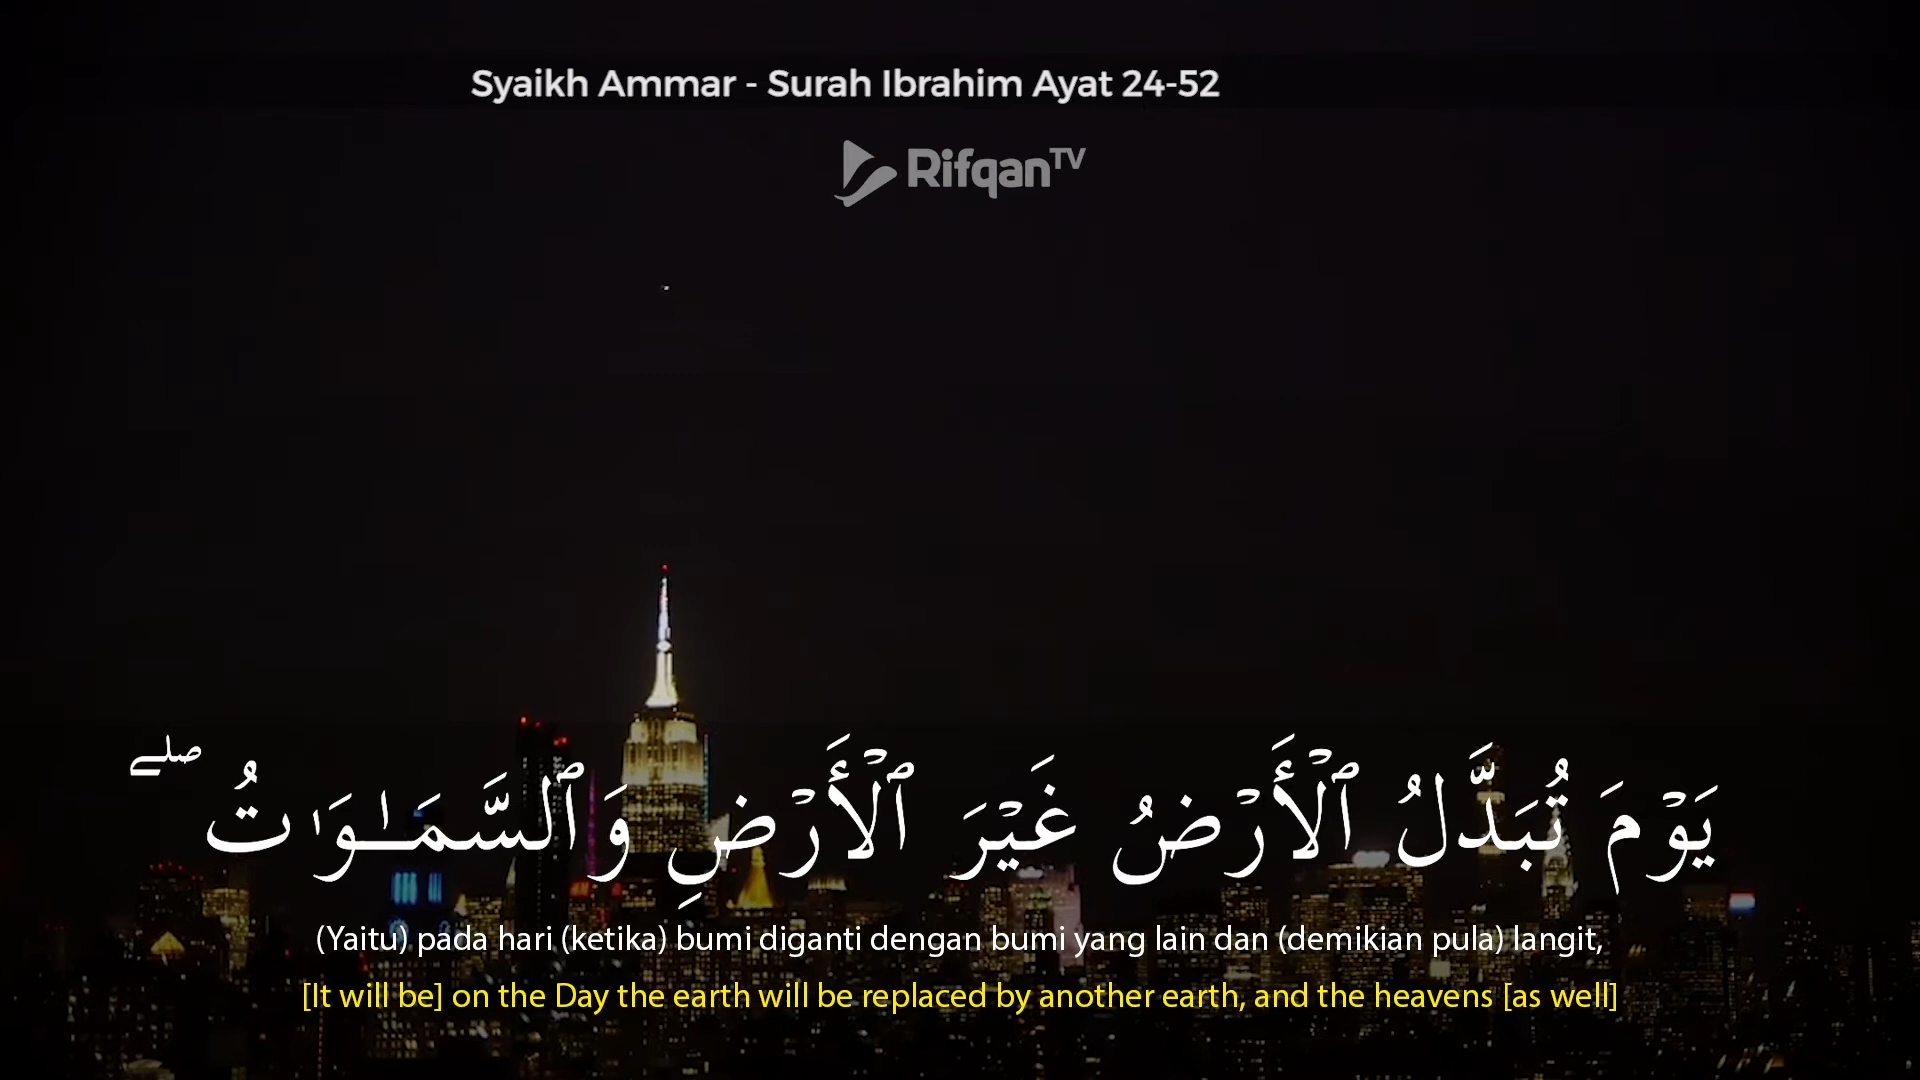 Syaikh Ammar - Surah Ibrahim Ayat 24-52
RifqanTV
يَوْمَ تُبَدَّلُ ٱلْأَرْضُ غَيْرَ ٱلْأَرْضِ وَٱلسَّمَـٰوَٰتُ ۖ
(Yaitu) pada hari (ketika) bumi diganti dengan bumi yang lain dan (demikian pula) langit,
[It will be] on the Day the earth will be replaced by another earth, and the heavens [as well]